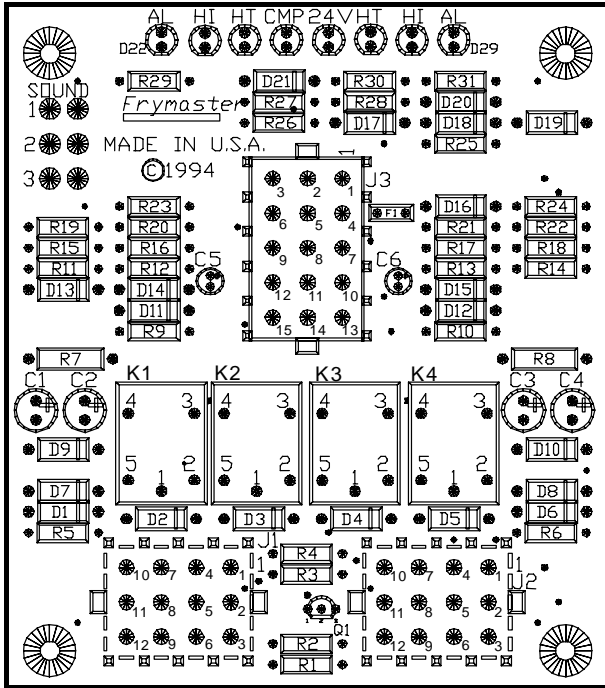 AL HI HT CMP 24V HT HI AL
D22 D29
R29 D21 R30 R31
SOUND R27 R28 D20
1 Frymaster R26 D17 D18 D19
2 MADE IN U.S.A. R25
3 ©1994 1
J3
3 2 1
F1
R23 6 5 4 D16 R24
R19 R20 R21 R22
R15 R16 9 8 7 R17 R18
R11 R12 C5 C6 R13 R14
D13 D14 12 11 10 D15
D11 D12
R9 15 14 13 R10
R7 R8
C1 C2 K1 K2 K3 K4 C3 C4
4 3 4 3 4 3 4 3
D9 D10
5 2 5 2 5 2 5 2
1 1 1 1
D7 D8
D1 D2 D3 D4 D5 D6
R5 R6
J1 R4
10 7 4 1 1 R3 10 7 4 1 1
J2
11 8 5 2 11 8 5 2
Q1
12 9 6 3 R2 12 9 6 3
R1